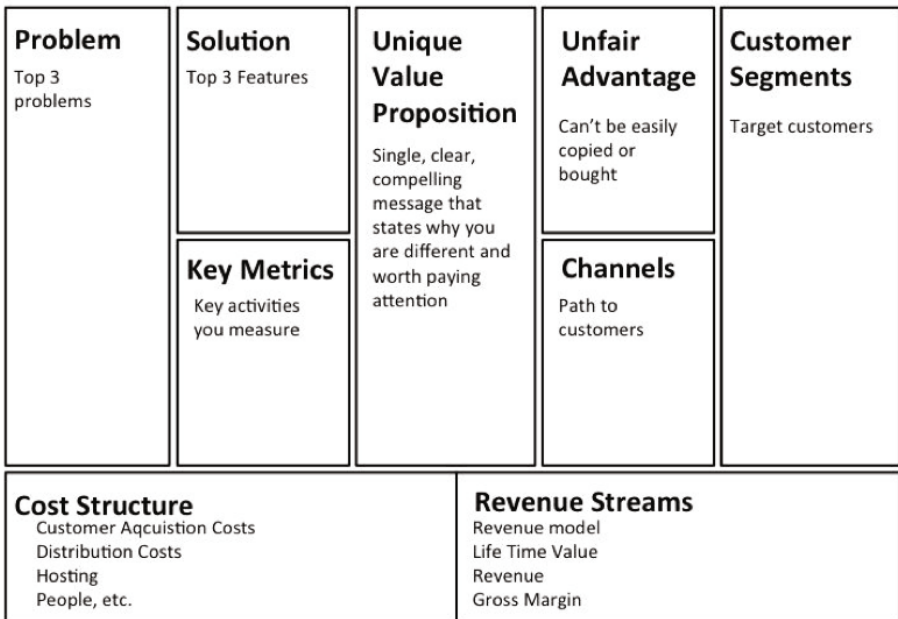 Problem
Top 3
problems
Solution
Top 3 Features
Key Metrics
Key activities
you measure
Unique
Value
Proposition
Single, clear,
compelling
message that
states why you
are different and
worth paying
attention
Unfair
Advantage
Can't be easily
copied or
bought
Channels
Path to
customers
Customer
Segments
Target customers
Cost Structure
Customer Aqcuistion Costs
Distribution Costs
Hosting
People, etc.
Revenue Streams
Revenue model
Life Time Value
Revenue
Gross Margin